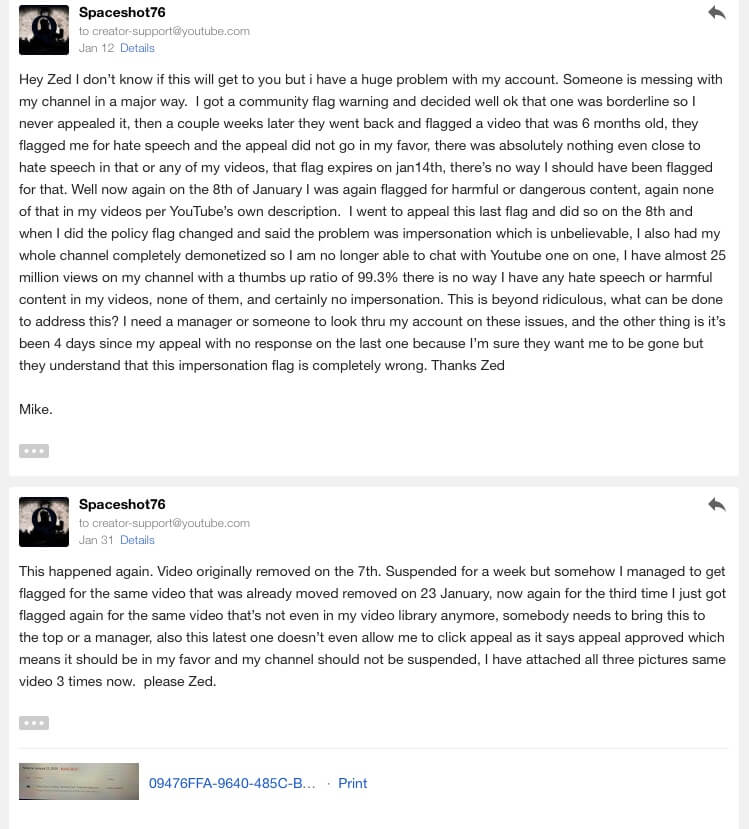 Spaceshot76
to creator-support@youtube.com
Jan 12 Details
Hey Zed I don't know if this will get to you but i have a huge problem with my account. Someone is messing with
my channel in a major way.  I got a community flag warning and decided well ok that one was borderline so I
never appealed it, then a couple weeks later they went back and flagged a video that was 6 months old, they
flagged me for hate speech and the appeal did not go in my favor, there was absolutely nothing even close to
hate speech in that or any of my videos, that flag expires on jan14th, there's no way I should have been flagged
for that. Well now again on the 8th of January I was again flagged for harmful or dangerous content, again none
of that in my videos per YouTube's own description.  I went to appeal this last flag and did so on the 8th and
when I did the policy flag changed and said the problem was impersonation which is unbelievable, I also had my
whole channel completely demonetized so I am no longer able to chat with Youtube one on one, I have almost 25
million views on my channel with a thumbs up ratio of 99.3% there is no way I have any hate speech or harmful
content in my videos, none of them, and certainly no impersonation. This is beyond ridiculous, what can be done
to address this? I need a manager or someone to look thru my account on these issues, and the other thing is it's
been 4 days since my appeal with no response on the last one because I'm sure they want me to be gone but
they understand that this impersonation flag is completely wrong. Thanks Zed
Mike.
Spaceshot76
to creator-support@youtube.com
Jan 31 Details
This happened again. Video originally removed on the 7th. Suspended for a week but somehow I managed to get
flagged for the same video that was already moved removed on 23 January, now again for the third time I just got
flagged again for the same video that's not even in my video library anymore, somebody needs to bring this to
the top or a manager, also this latest one doesn't even allow me to click appeal as it says appeal approved which
means it should be in my favor and my channel should not be suspended, I have attached all three pictures same
video 3 times now.  please Zed.
09476FFA-9640-485C-B... · Print